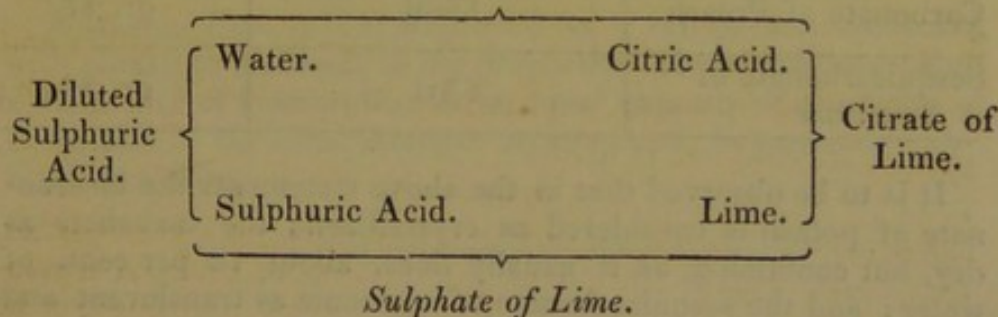 Water. Citric Acid.
Diluted
Sulphuric
Acid.
Citrate of
Lime.
Sulphuric Acid. Lime.
Sulphate of Lime.